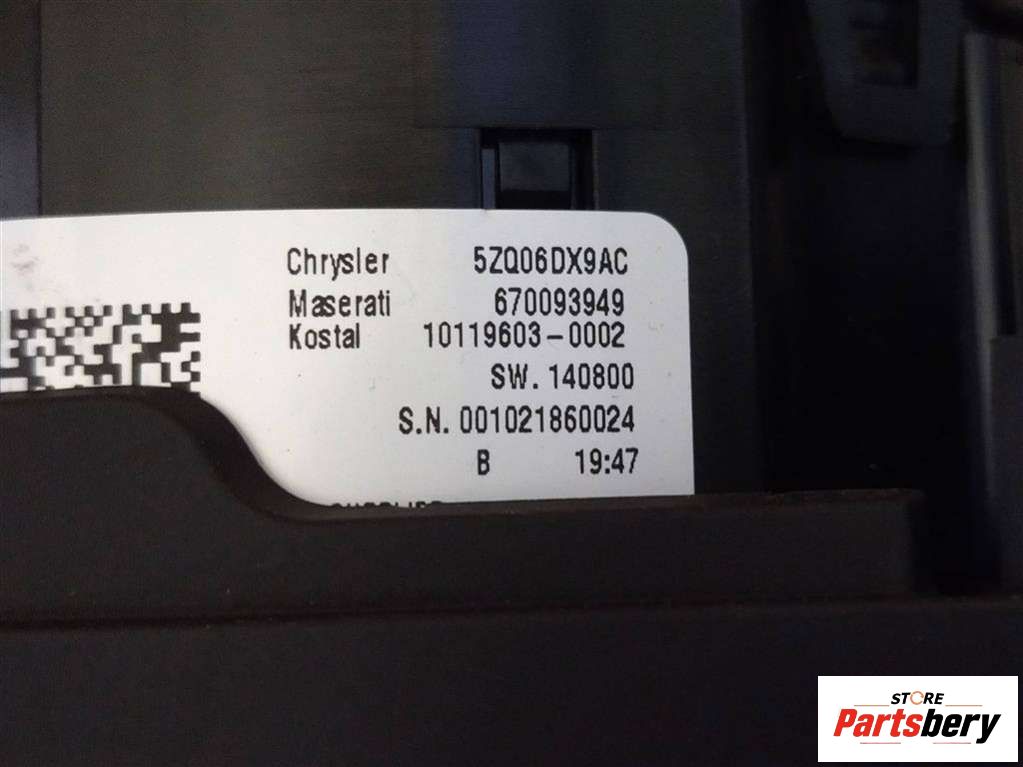 Chrysler 5ZQ06DX9AC
Maserati 670093949
Kostal 10119603-0002
SW. 140800
S.N. 001021860024
B 19:47
STORE
Partsbery